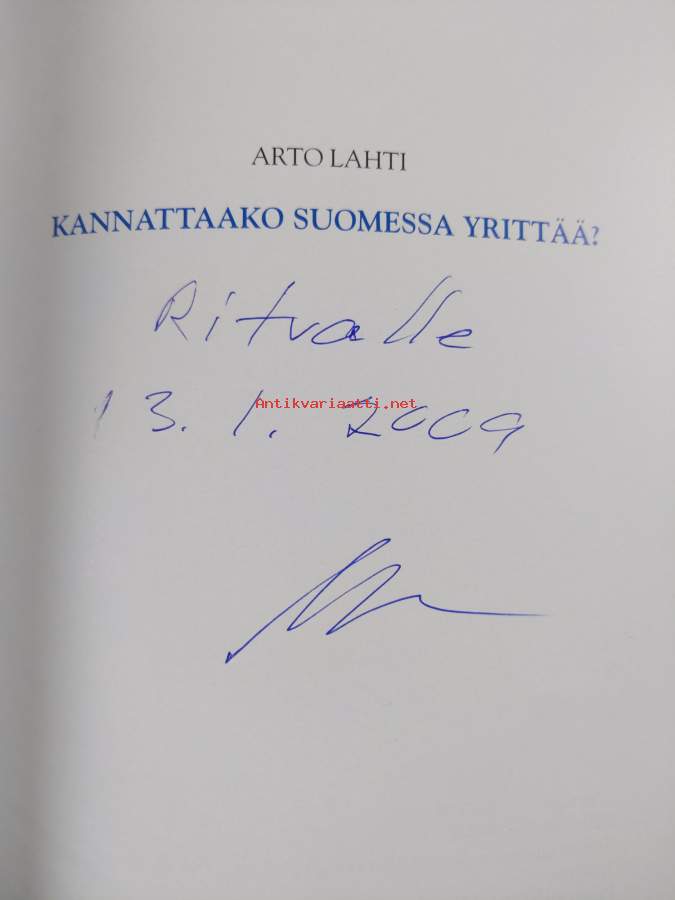 ARTO LAHTI
KANNATTAAKO SUOMESSA YRITTÄÄ?
Ritvalle
Antikvariaatti.net
13. 1. 2009